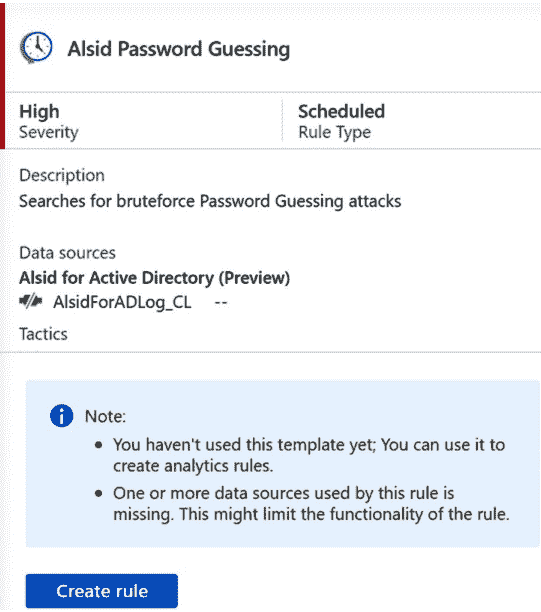 Alsid Password Guessing
High
Severity
Scheduled
Rule Type
Description
Searches for bruteforce Password Guessing attacks
Data sources
Alsid for Active Directory (Preview)
AlsidForADLog_CL --
Tactics
Note:
• You haven't used this template yet; You can use it to
create analytics rules.
• One or more data sources used by this rule is
missing. This might limit the functionality of the rule.
Create rule